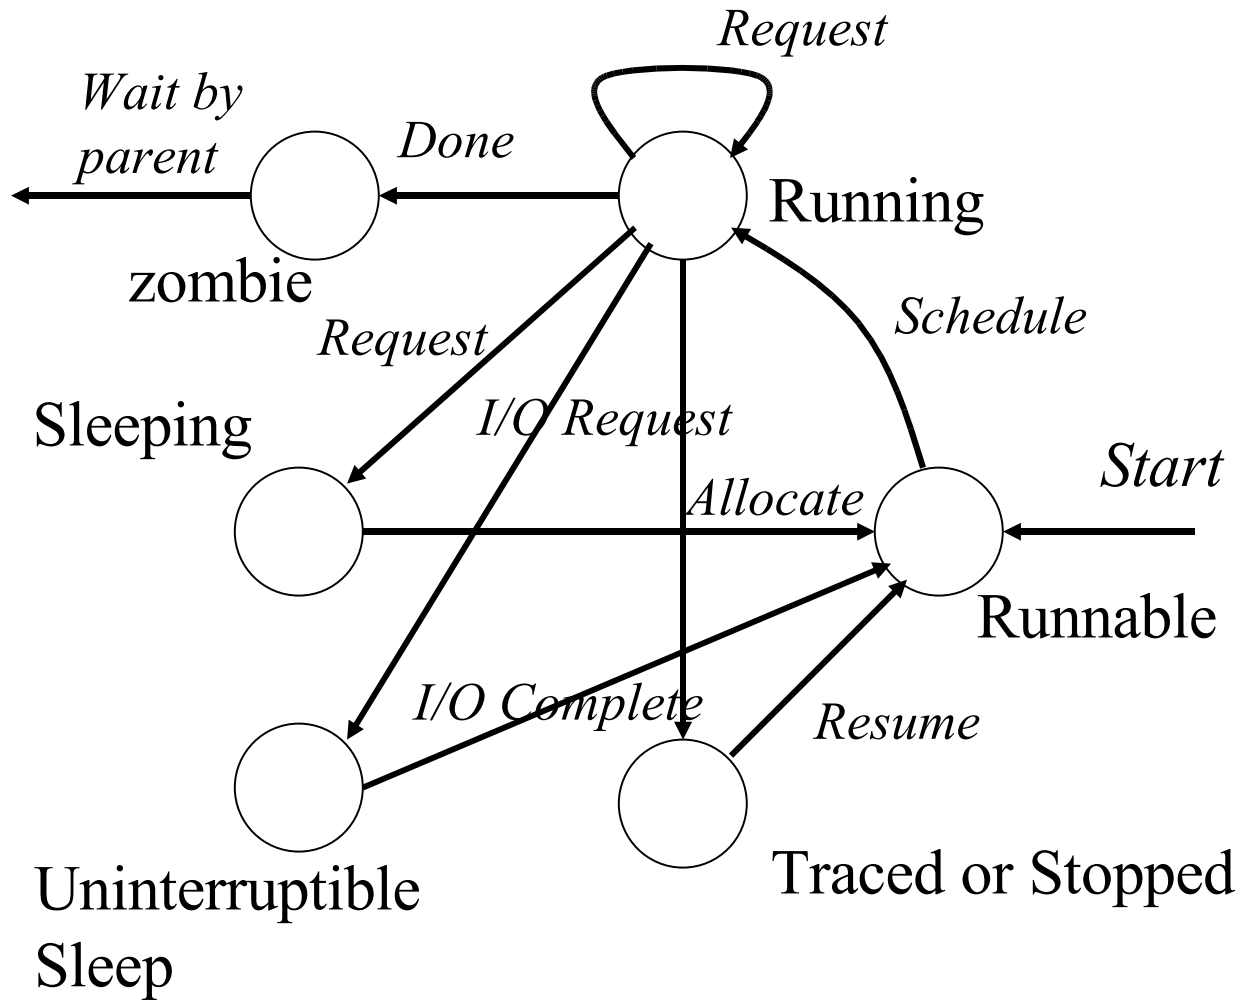 Request
Wait by
parent
Done
Running
zombie
Schedule
Request
Sleeping
I/O Request
Start
Allocate
Runnable
I/O Complete
Resume
Traced or Stopped
Uninterruptible
Sleep